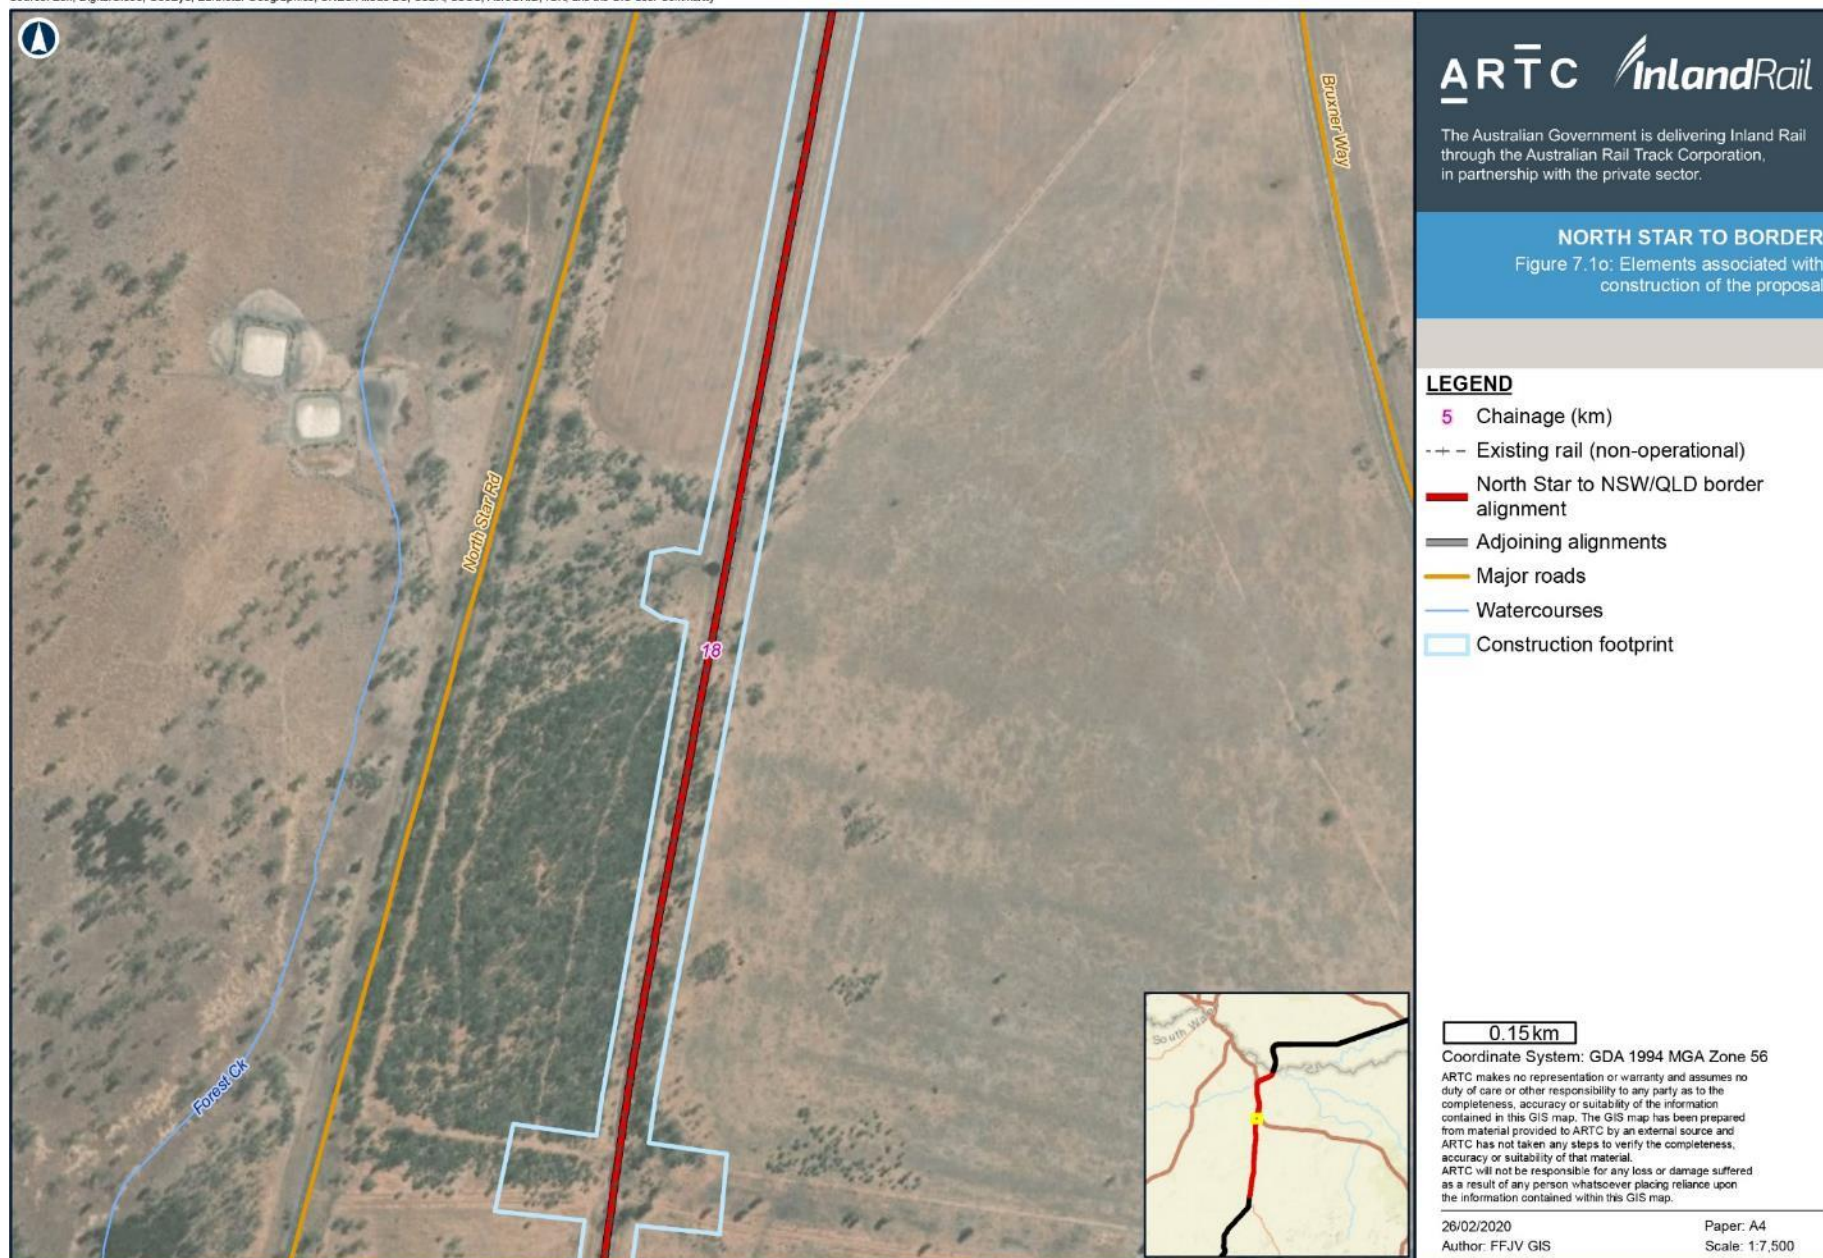 Bruxner Way
North Star Rd
18
Forest Ck
South Wale
ARTC InlandRail
The Australian Government is delivering Inland Rail
through the Australian Rail Track Corporation,
in partnership with the private sector.
NORTH STAR TO BORDER
Figure 7.1o: Elements associated with
construction of the proposal
LEGEND
5 Chainage (km)
Existing rail (non-operational)
North Star to NSW/QLD border
alignment
Adjoining alignments
Major roads
Watercourses
Construction footprint
0.15km
Coordinate System: GDA 1994 MGA Zone 56
ARTC makes no representation or warranty and assumes no
duty of care or other responsibility to any party as to the
completeness, accuracy or suitability of the information
contained in this GIS map. The GIS map has been prepared
from material provided to ARTC by an external source and
ARTC has not taken any steps to verify the completeness,
accuracy or suitability of that material.
ARTC will not be responsible for any loss or damage suffered
as a result of any person whatsoever placing reliance upon
the information contained within this GIS map.
26/02/2020 Paper: A4
Author: FFJV GIS Scale: 1:7,500